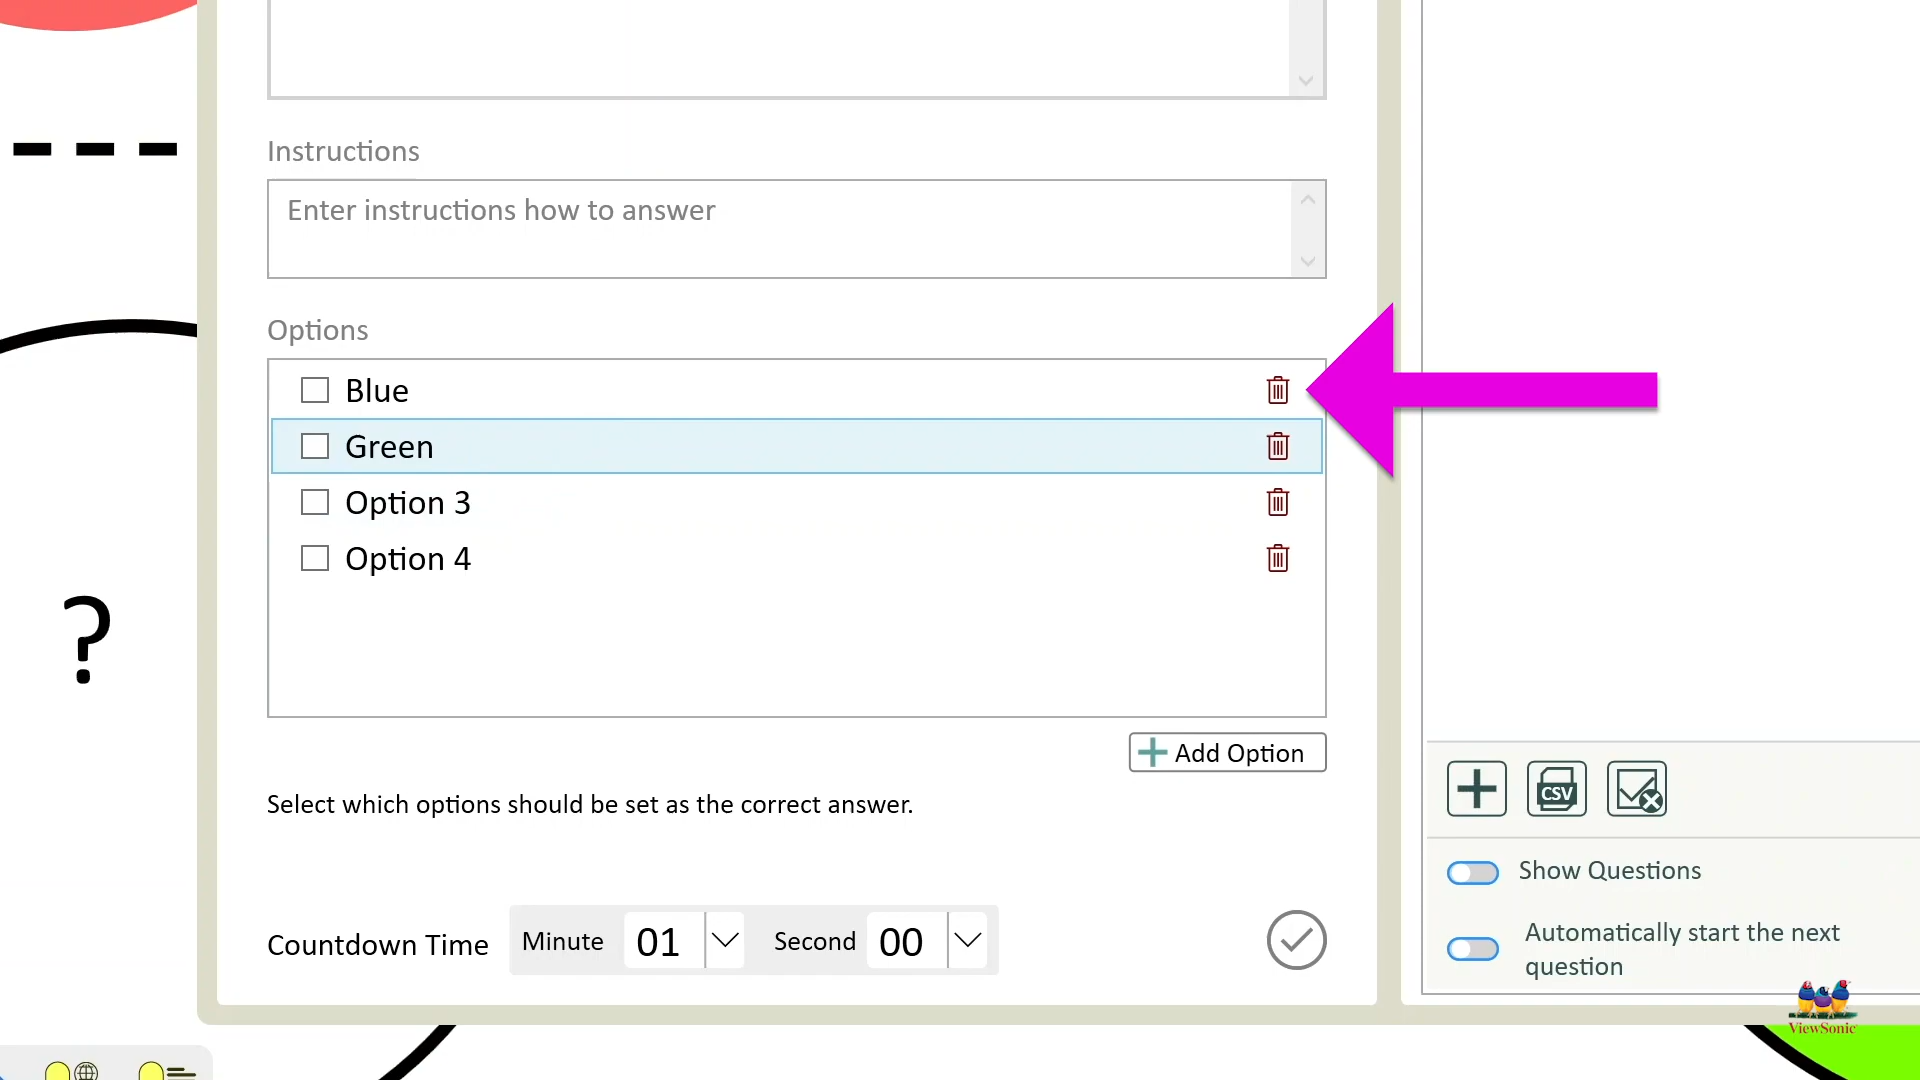 Instructions
Enter instructions how to answer
Options
Blue
Green
Option 3
Option 4
?
Add Option
Select which options should be set as the correct answer.
Countdown Time Minute 01 Second 00
CSV
Show Questions
Automatically start the next
question
ViewSonic